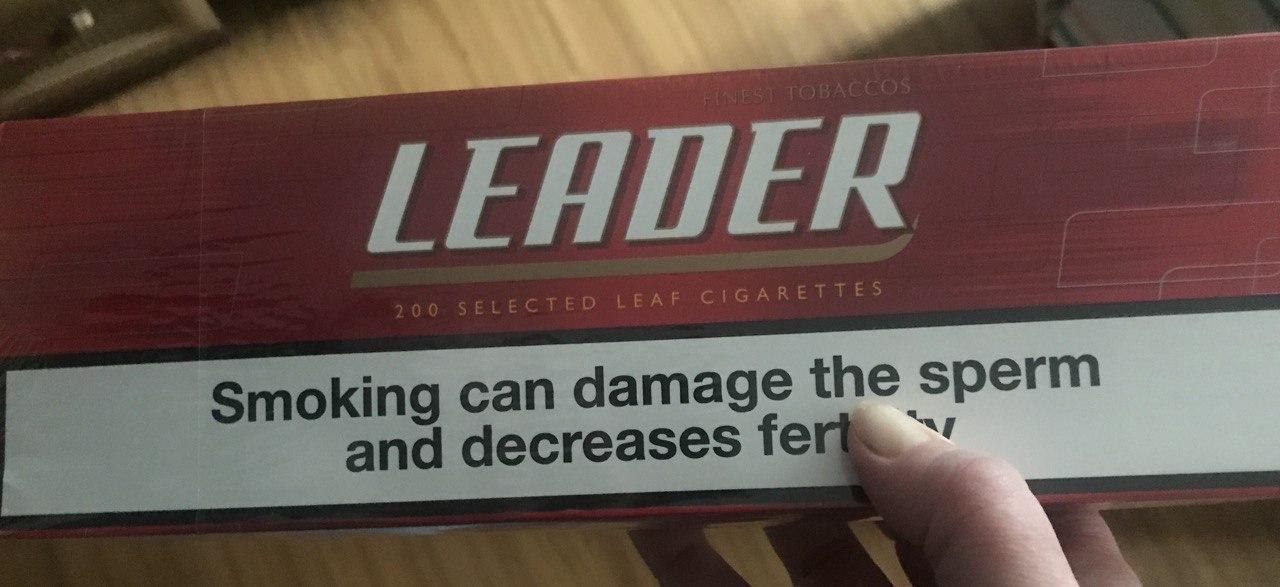 FINEST TOBACCOS
LEADER
200 SELECTED LEAF CIGARETTES
Smoking can damage the sperm
and decreases